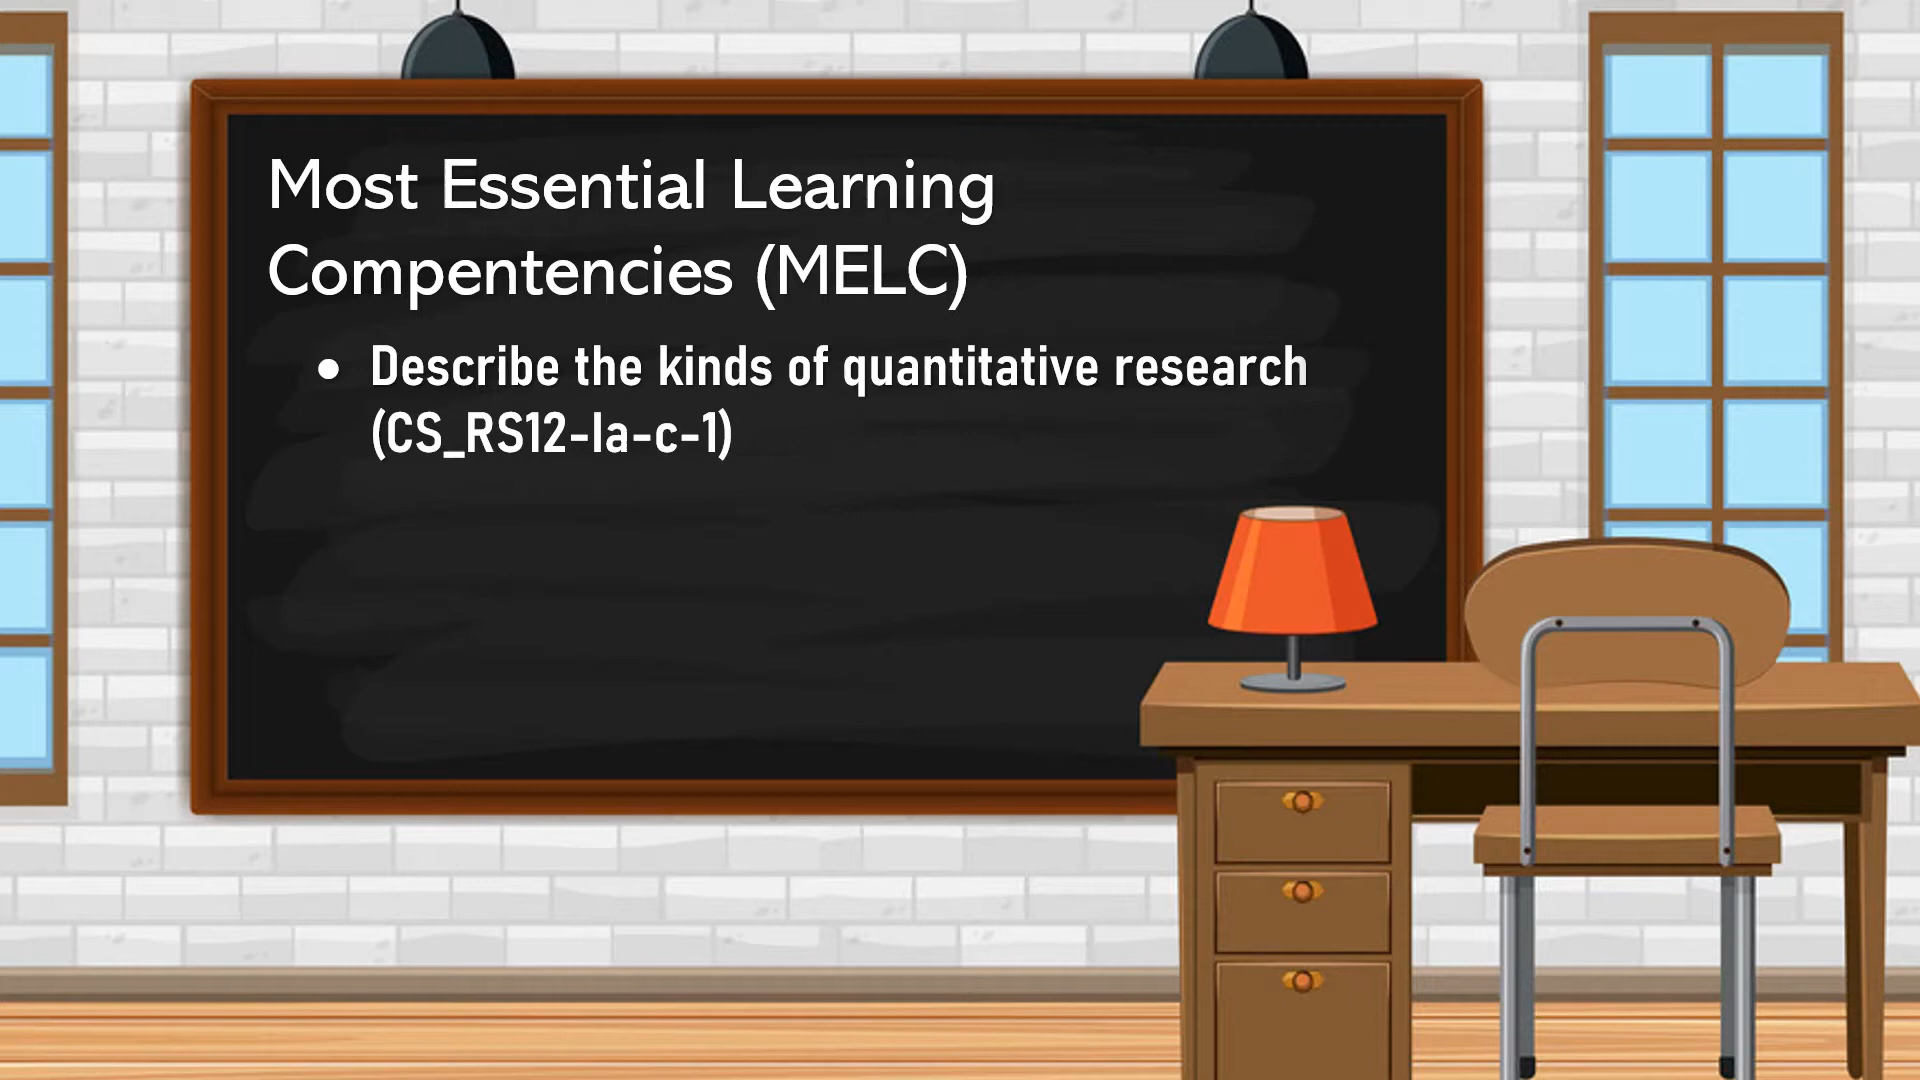 Most Essential Learning
Compentencies (MELC)
● Describe the kinds of quantitative research
(CS_RS12-Ia-c-1)